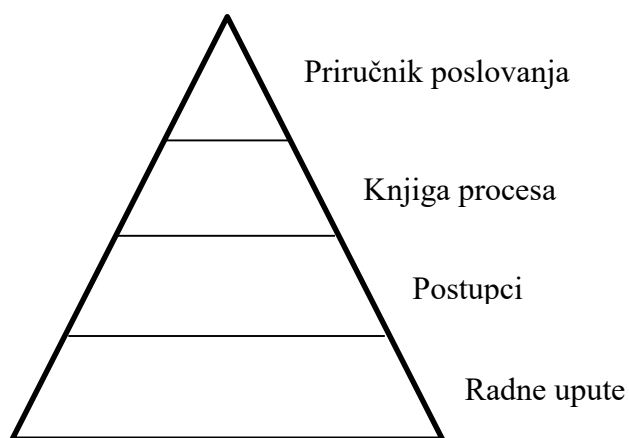 Priručnik poslovanja
Knjiga procesa
Postupci
Radne upute